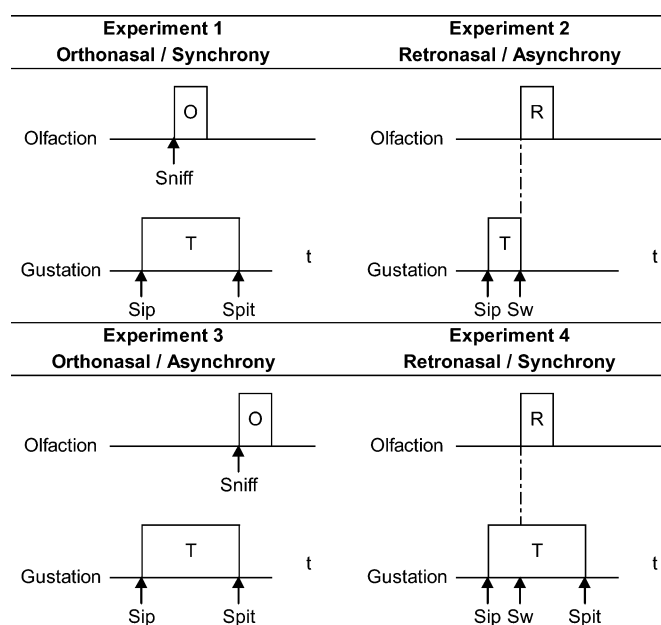 Experiment 1
Orthonasal / Synchrony
Olfaction
O
Sniff
Gustation
T
t
Sip
Spit
Experiment 2
Retronasal / Asynchrony
Olfaction
R
Gustation
T
t
Sip
Sw
Experiment 3
Orthonasal / Asynchrony
Olfaction
O
Sniff
Gustation
T
t
Sip
Spit
Experiment 4
Retronasal / Synchrony
Olfaction
R
Gustation
T
t
Sip
Sw
Spit